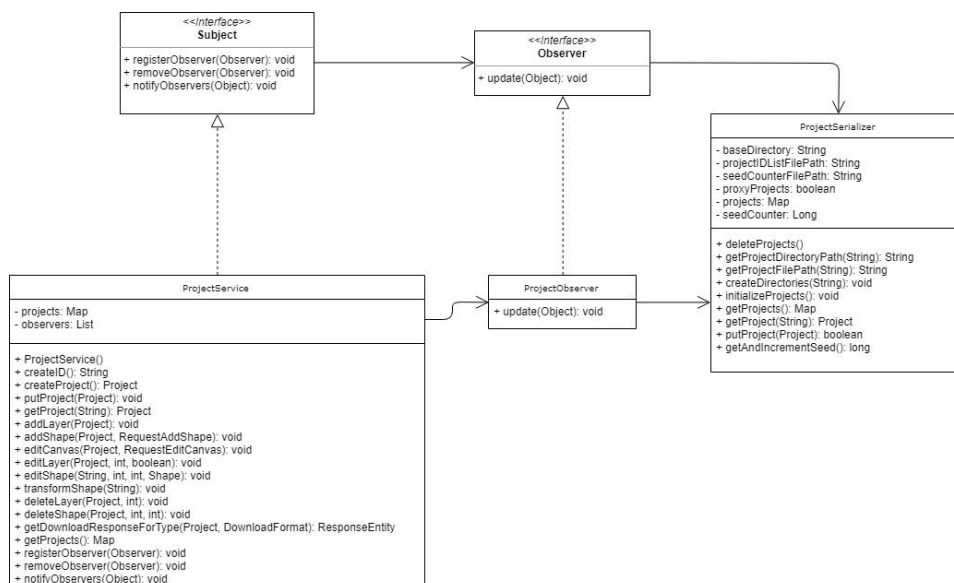 <<Interface>>
Subject
+ registerObserver(Observer): void
+ removeObserver(Observer): void
+ notifyObservers(Object): void
<<Interface>>
Observer
+ update(Object): void
ProjectSerializer
- baseDirectory: String
- projectIDListFilePath: String
- seedCounterFilePath: String
- proxyProjects: boolean
- projects: Map
- seedCounter: Long
+ deleteProjects()
+ getProjectDirectoryPath(String): String
+ getProjectFilePath(String): String
+ createDirectories(String): void
+ initializeProjects(): void
+ getProjects(): Map
+ getProject(String): Project
+ putProject(Project): boolean
+ getAndIncrementSeed(): long
ProjectService
- projects: Map
- observers: List
+ ProjectService()
+ createID(): String
+ createProject(): Project
+ putProject(Project): void
+ getProject(String): Project
+ addLayer(Project): void
+ addShape(Project, RequestAddShape): void
+ editCanvas(Project, RequestEditCanvas): void
+ editLayer(Project, int, boolean): void
+ editShape(String, int, int, Shape): void
+ transformShape(String): void
+ deleteLayer(Project, int): void
+ deleteShape(Project, int, int): void
+ getDownloadResponseForType(Project, DownloadFormat): ResponseEntity
+ getProjects(): Map
+ registerObserver(Observer): void
+ removeObserver(Observer): void
+ notifyObservers(Object): void
ProjectObserver
+ update(Object): void